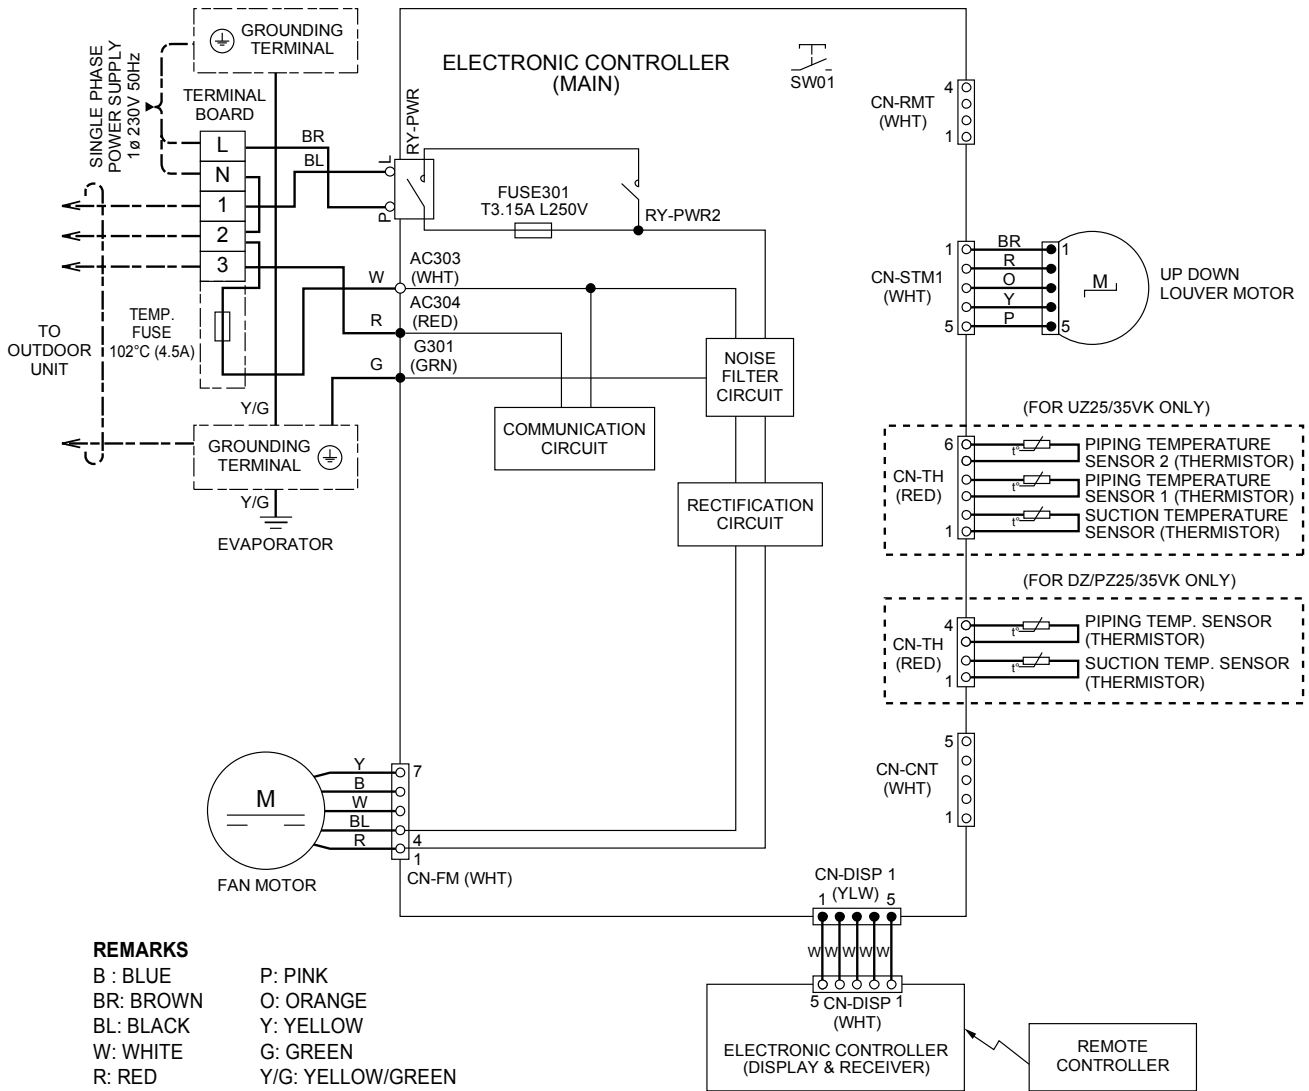 GROUNDING
TERMINAL
SINGLE PHASE
POWER SUPPLY
1ø 230V 50Hz
TERMINAL
BOARD
L
N
1
2
3
BR
BL
TEMP.
FUSE
102°C (4.5A)
TO
OUTDOOR
UNIT
Y/G
GROUNDING
TERMINAL
Y/G
EVAPORATOR
ELECTRONIC CONTROLLER
(MAIN)
SW01
RY-PWR
L
P
FUSE301
T3.15A L250V
RY-PWR2
W
AC303
(WHT)
R
AC304
(RED)
G
G301
(GRN)
COMMUNICATION
CIRCUIT
NOISE
FILTER
CIRCUIT
RECTIFICATION
CIRCUIT
CN-RMT
(WHT)
4
1
CN-STM1
(WHT)
1
5
BR
R
O
Y
P
1
5
M
UP DOWN
LOUVER MOTOR
(FOR UZ25/35VK ONLY)
CN-TH
(RED)
6
1
t°
PIPING TEMPERATURE
SENSOR 2 (THERMISTOR)
t°
PIPING TEMPERATURE
SENSOR 1 (THERMISTOR)
t°
SUCTION TEMPERATURE
SENSOR (THERMISTOR)
(FOR DZ/PZ25/35VK ONLY)
CN-TH
(RED)
4
1
t°
PIPING TEMP. SENSOR
(THERMISTOR)
t°
SUCTION TEMP. SENSOR
(THERMISTOR)
CN-CNT
(WHT)
5
1
M
FAN MOTOR
Y
B
W
BL
R
7
4
1
CN-FM (WHT)
CN-DISP 1
(YLW)
1 5
W W W W W
5 CN-DISP 1
(WHT)
ELECTRONIC CONTROLLER
(DISPLAY & RECEIVER)
REMOTE
CONTROLLER
REMARKS
B : BLUE P: PINK
BR: BROWN O: ORANGE
BL: BLACK Y: YELLOW
W: WHITE G: GREEN
R: RED Y/G: YELLOW/GREEN